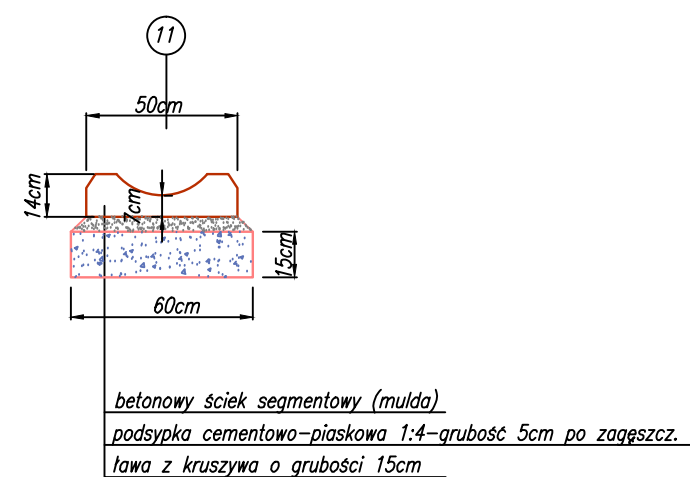 11
50cm
14cm
7cm
15cm
60cm
betonowy ściek segmentowy (mulda)
podsypka cementowo-piaskowa 1:4-grubość 5cm po zagęszcz.
ława z kruszywa o grubości 15cm